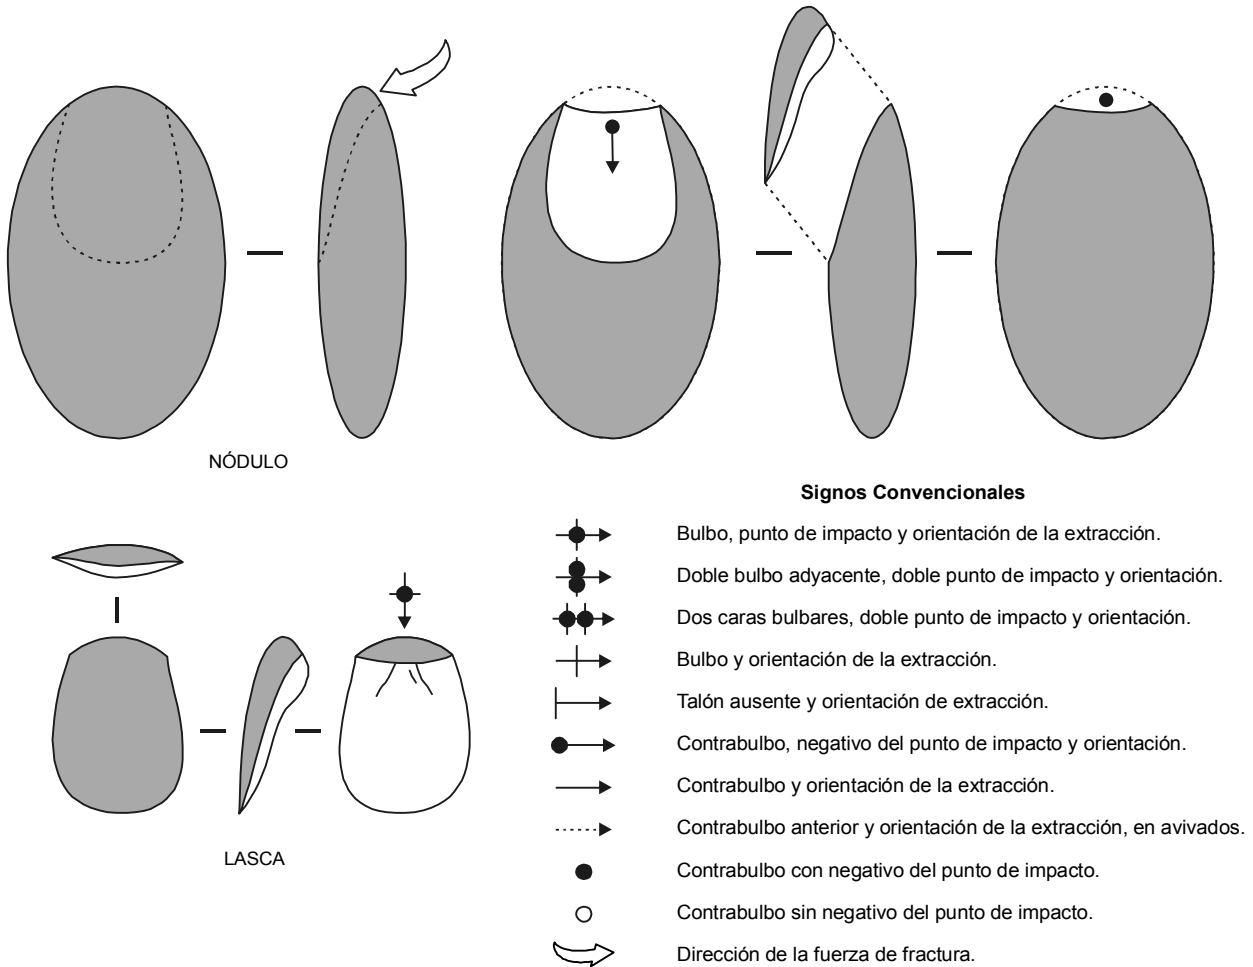 NÓDULO
Signos Convencionales
Bulbo, punto de impacto y orientación de la extracción.
Doble bulbo adyacente, doble punto de impacto y orientación.
Dos caras bulbares, doble punto de impacto y orientación.
Bulbo y orientación de la extracción.
Talón ausente y orientación de extracción.
Contrabulbo, negativo del punto de impacto y orientación.
Contrabulbo y orientación de la extracción.
Contrabulbo anterior y orientación de la extracción, en avivados.
Contrabulbo con negativo del punto de impacto.
Contrabulbo sin negativo del punto de impacto.
Dirección de la fuerza de fractura.
LASCA